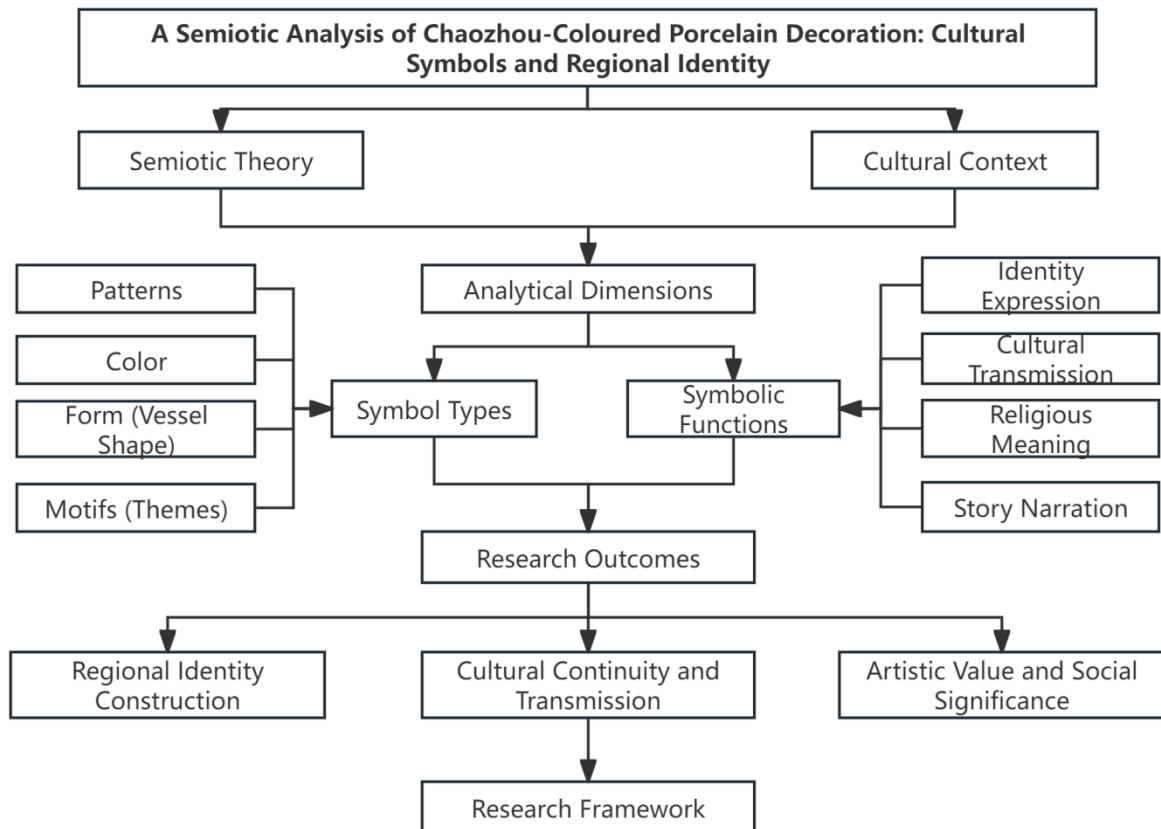 A Semiotic Analysis of Chaozhou-Coloured Porcelain Decoration: Cultural
Symbols and Regional Identity
Semiotic Theory
Cultural Context
Analytical Dimensions
Patterns
Color
Form (Vessel
Shape)
Motifs (Themes)
Symbol Types
Symbolic
Functions
Identity
Expression
Cultural
Transmission
Religious
Meaning
Story Narration
Research Outcomes
Regional Identity
Construction
Cultural Continuity and
Transmission
Artistic Value and Social
Significance
Research Framework